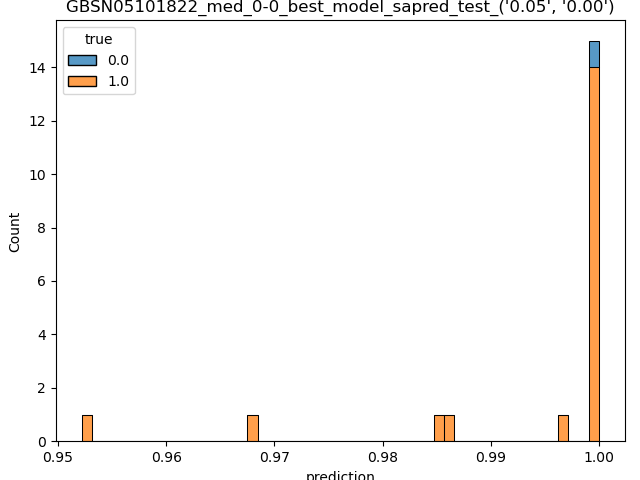 GBSN05101822_med_0-0_best_model_sapred_test_('0.05', '0.00')
true
0.0
1.0
Count
14
12
10
8
6
4
2
0
0.95 0.96 0.97 0.98 0.99 1.00
prediction